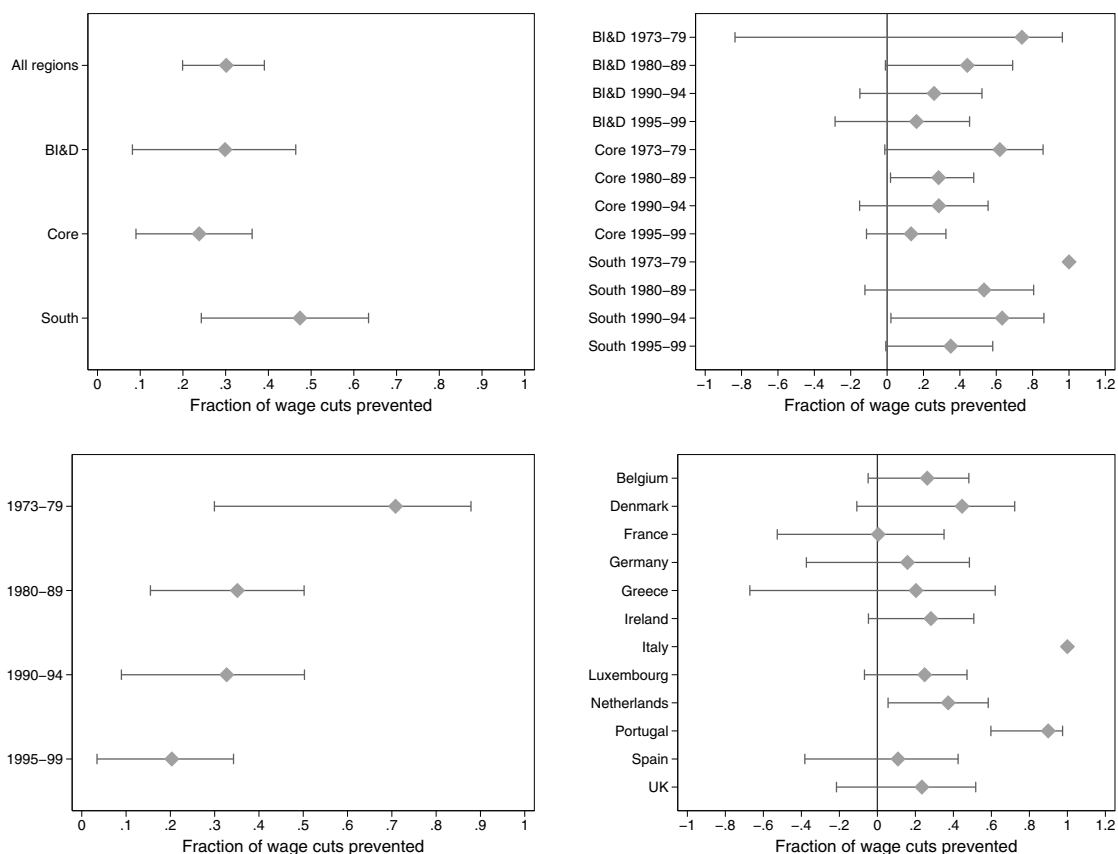 All regions
BI&D
Core
South
0 .1 .2 .3 .4 .5 .6 .7 .8 .9 1
Fraction of wage cuts prevented
BI&D 1973–79
BI&D 1980–89
BI&D 1990–94
BI&D 1995–99
Core 1973–79
Core 1980–89
Core 1990–94
Core 1995–99
South 1973–79
South 1980–89
South 1990–94
South 1995–99
−1 −.8 −.6 −.4 −.2 0 .2 .4 .6 .8 1 1.2
Fraction of wage cuts prevented
1973–79
1980–89
1990–94
1995–99
0 .1 .2 .3 .4 .5 .6 .7 .8 .9 1
Fraction of wage cuts prevented
Belgium
Denmark
France
Germany
Greece
Ireland
Italy
Luxembourg
Netherlands
Portugal
Spain
UK
−1 −.8 −.6 −.4 −.2 0 .2 .4 .6 .8 1 1.2
Fraction of wage cuts prevented